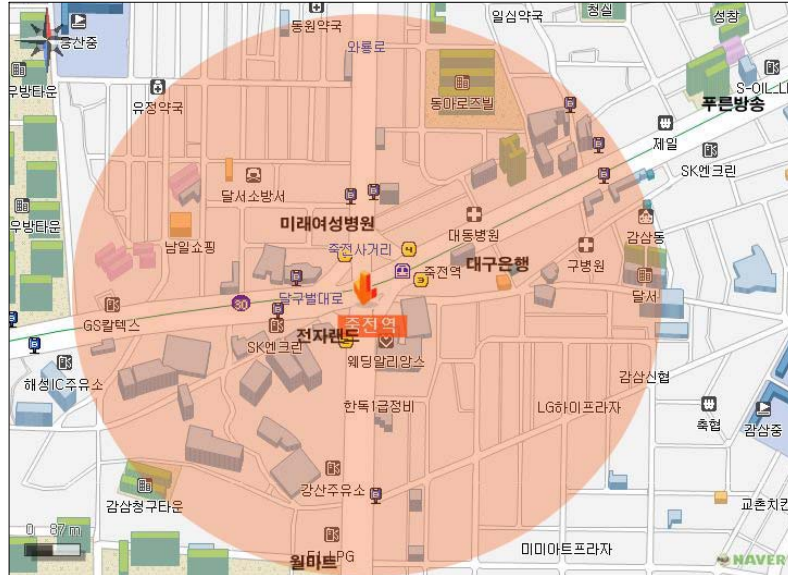 동원약국
일심약국
청실
성창
용산중
와룡로
우방타운
유정약국
동아로즈빌
S-OIL
푸른방송
제일
SK엔크린
달서소방서
우방타운
미래여성병원
대동병원
감삼동
남일쇼핑
죽전사거리
4
대구은행
구병원
죽전역
3
달서
달구벌대로
30
GS칼텍스
죽전역
전자랜드
SK엔크린
웨딩알리앙스
해성IC주유소
감삼신협
한독1급정비
LG하이프라자
축협
감삼중
강산주유소
감삼청구타운
교촌치킨
0 87m
LPG
월마트
미미아트프라자
NAVER